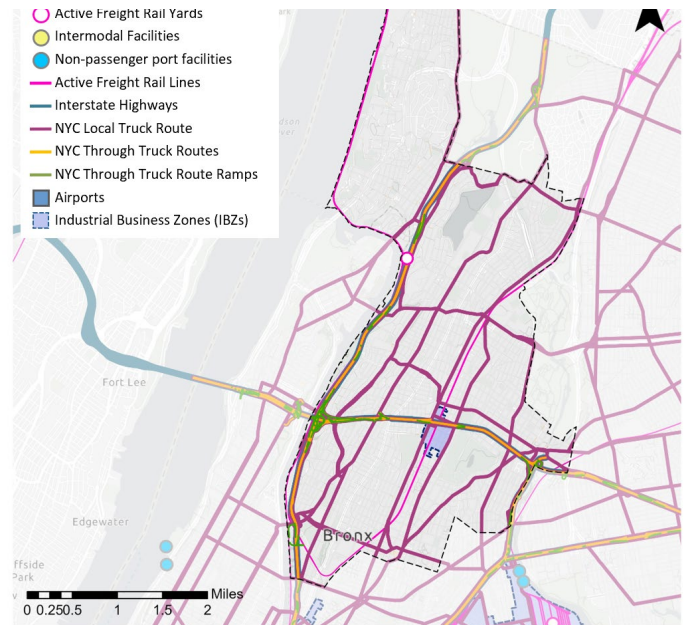 Active Freight Rail Yards
Intermodal Facilities
Non-passenger port facilities
Active Freight Rail Lines
Interstate Highways
NYC Local Truck Route
NYC Through Truck Routes
NYC Through Truck Route Ramps
Airports
Industrial Business Zones (IBZs)
Fort Lee
Edgewater
Bronx
ffside
Park
Miles
0 0.25 0.5 1 1.5 2